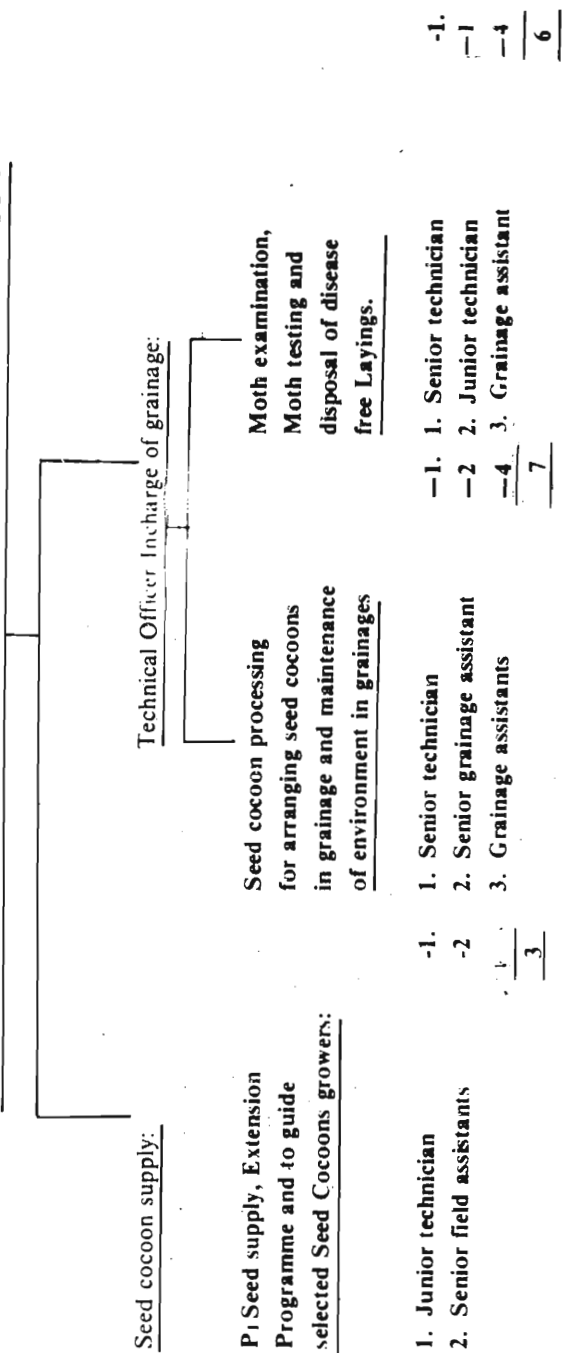 Seed cocoon supply:
P1 Seed supply, Extension
Programme and to guide
selected Seed Cocoons growers:
1. Junior technician -1.
2. Senior field assistants -2
3
Technical Officer Incharge of grainage:
Seed cocoon processing
for arranging seed cocoons
in grainage and maintenance
of environment in grainages
1. Senior technician —1.
2. Senior grainage assistant —2
3. Grainage assistants —4
7
Moth examination,
Moth testing and
disposal of disease
free Layings.
1. Senior technician -1.
2. Junior technician —1
3. Grainage assistant —4
6